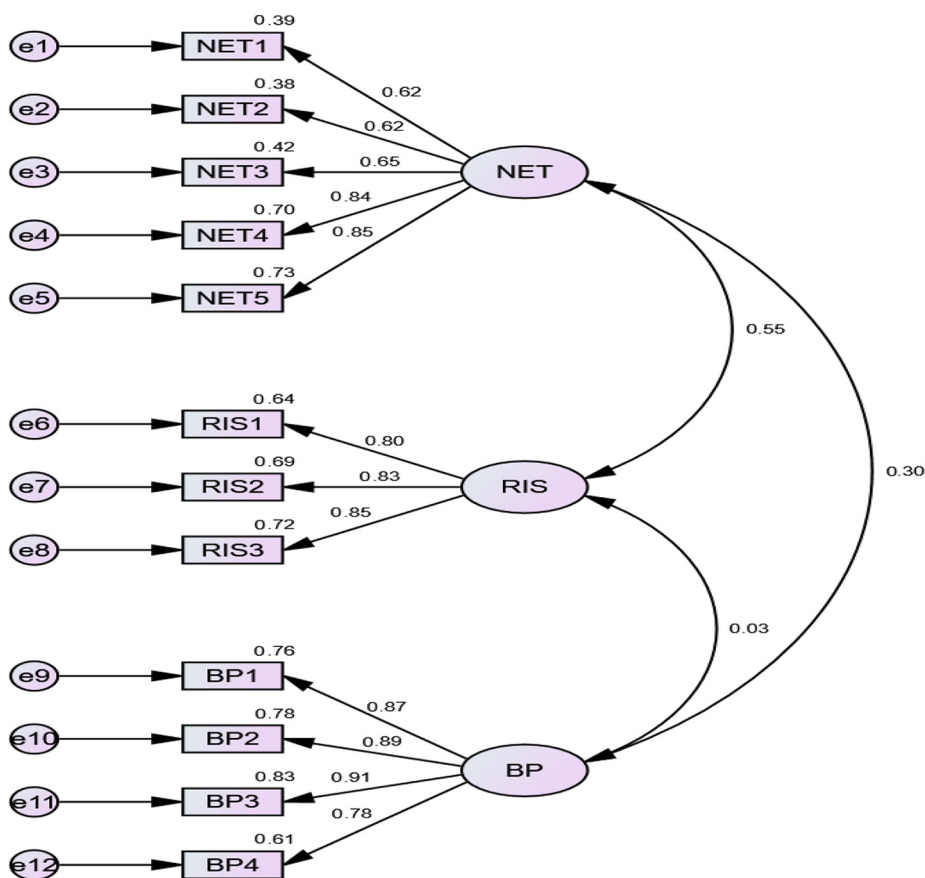 0.39
e1 NET1
0.62
0.38
e2 NET2
0.62
0.42
e3 NET3 0.65 NET
0.70 0.84
e4 NET4
0.85
0.73
e5 NET5
0.55
0.64
e6 RIS1
0.80
0.30
0.69
e7 RIS2 0.83 RIS
0.72 0.85
e8 RIS3
0.03
0.76
e9 BP1
0.87
0.78
e10 BP2 0.89
BP
0.83 0.91
e11 BP3
0.78
0.61
e12 BP4